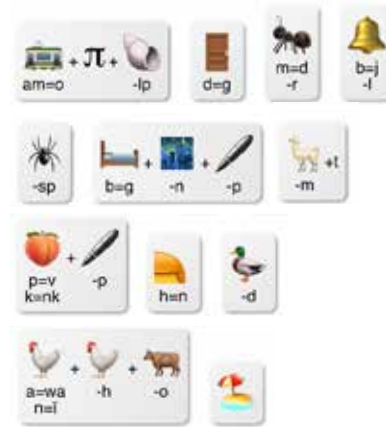 + π +
am=o -lp d=g m=d b=j
-r -l
+ + +t
-sp b=g -n -p -m
+
p=v -p h=n -d
k=nk
+ +
a=wa -h -o
n=l